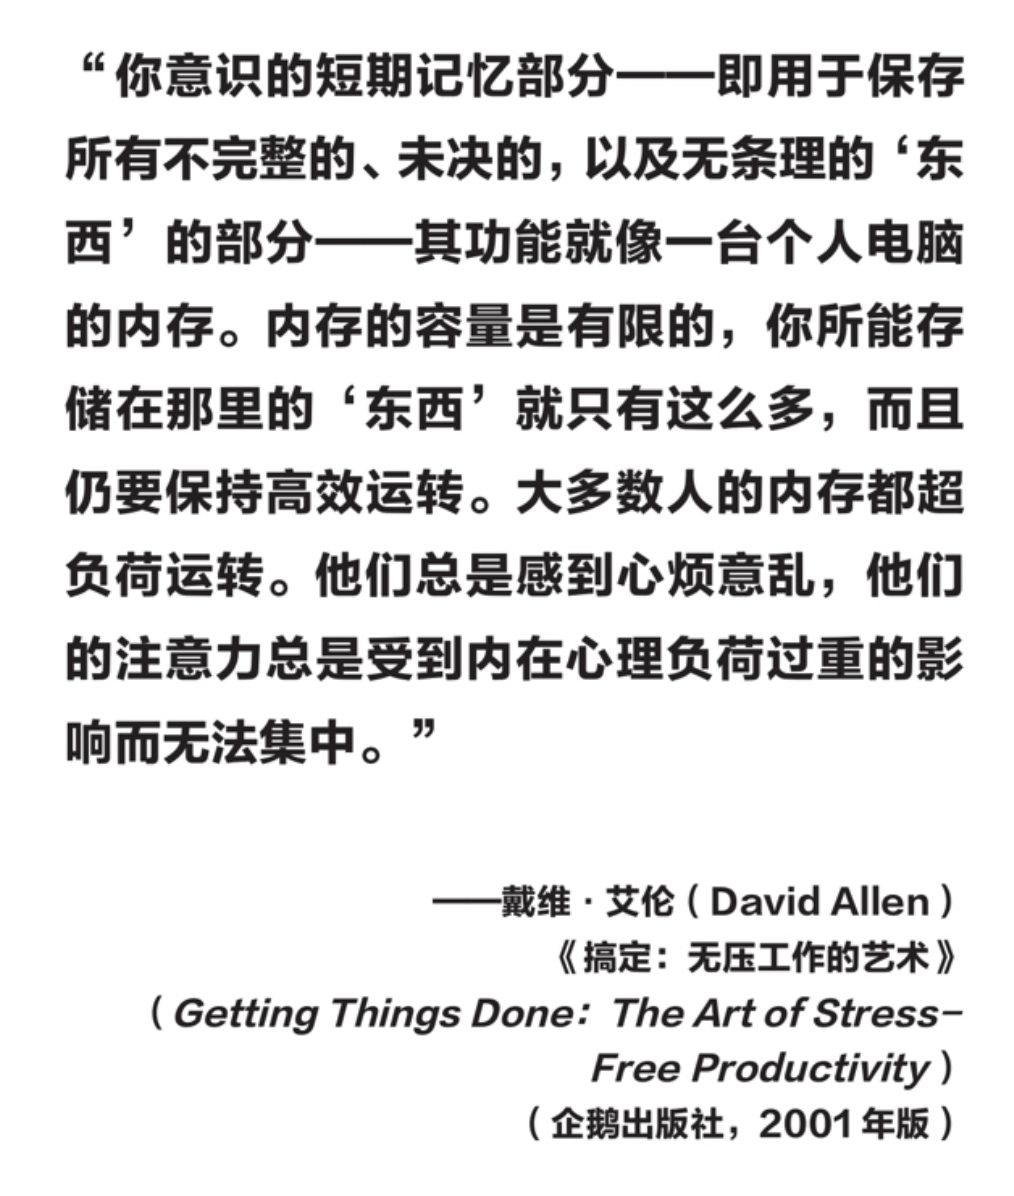 “你意识的短期记忆部分——即用于保存
所有不完整的、未决的，以及无条理的‘东
西’的部分——其功能就像一台个人电脑
的内存。内存的容量是有限的，你所能存
储在那里的‘东西’就只有这么多，而且
仍要保持高效运转。大多数人的内存都超
负荷运转。他们总是感到心烦意乱，他们
的注意力总是受到内在心理负荷过重的影
响而无法集中。”
——戴维·艾伦（David Allen）
《搞定：无压工作的艺术》
（Getting Things Done：The Art of Stress-
Free Productivity）
（企鹅出版社，2001年版）